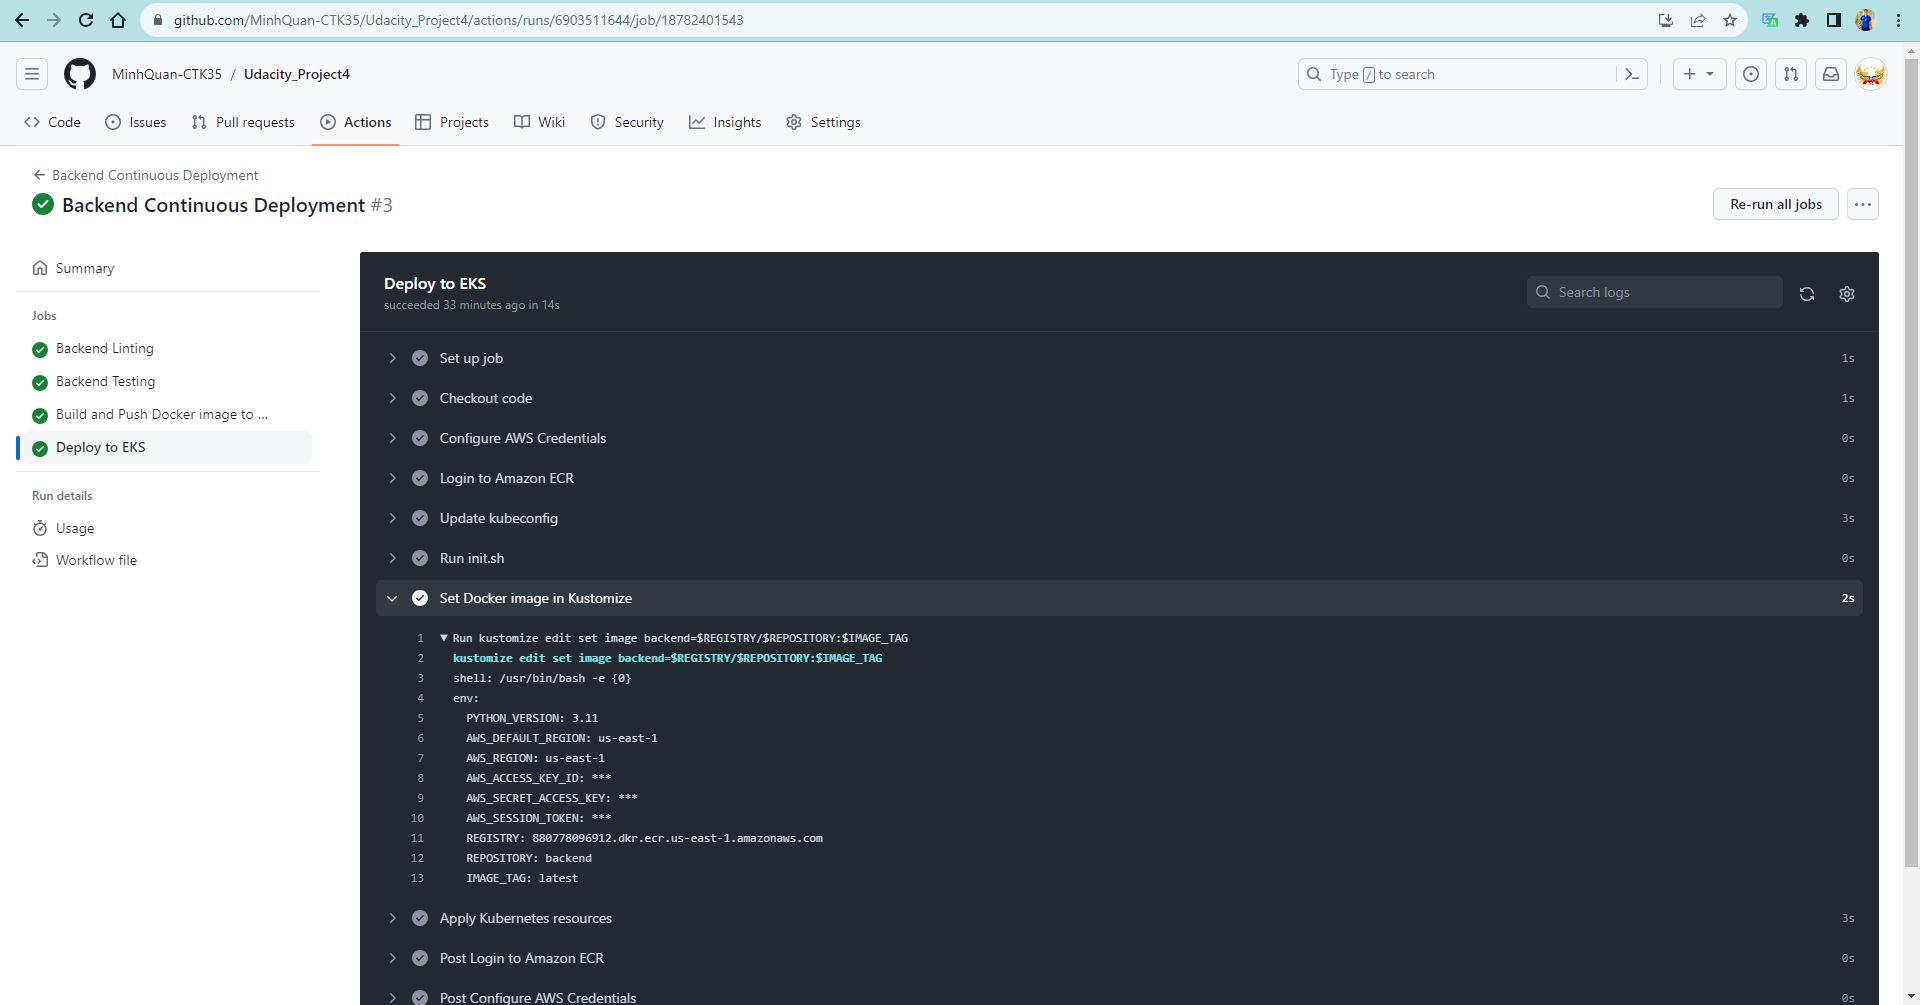 github.com/MinhQuan-CTK35/Udacity_Project4/actions/runs/6903511644/job/18782401543
MinhQuan-CTK35 / Udacity_Project4
Type / to search
Code Issues Pull requests Actions Projects Wiki Security Insights Settings
Backend Continuous Deployment
Backend Continuous Deployment #3
Re-run all jobs
Summary
Jobs
Backend Linting
Backend Testing
Build and Push Docker image to ...
Deploy to EKS
Run details
Usage
Workflow file
Deploy to EKS
succeeded 33 minutes ago in 14s
Search logs
Set up job 1s
Checkout code 1s
Configure AWS Credentials 0s
Login to Amazon ECR 0s
Update kubeconfig 3s
Run init.sh 0s
Set Docker image in Kustomize 2s
1 Run kustomize edit set image backend=$REGISTRY/$REPOSITORY:$IMAGE_TAG
2 kustomize edit set image backend=$REGISTRY/$REPOSITORY:$IMAGE_TAG
3 shell: /usr/bin/bash -e {0}
4 env:
5 PYTHON_VERSION: 3.11
6 AWS_DEFAULT_REGION: us-east-1
7 AWS_REGION: us-east-1
8 AWS_ACCESS_KEY_ID: ***
9 AWS_SECRET_ACCESS_KEY: ***
10 AWS_SESSION_TOKEN: ***
11 REGISTRY: 880778096912.dkr.ecr.us-east-1.amazonaws.com
12 REPOSITORY: backend
13 IMAGE_TAG: latest
Apply Kubernetes resources 3s
Post Login to Amazon ECR 0s
Post Configure AWS Credentials 0s